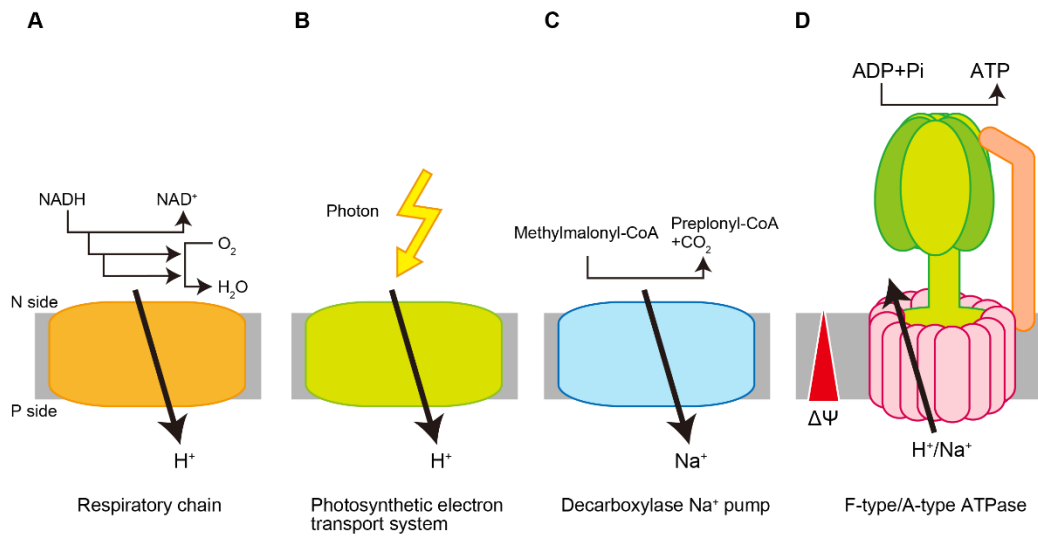 A
B
C
D
ADP+Pi
ATP
NADH
NAD⁺
O₂
H₂O
Photon
Methylmalonyl-CoA
Preplonyl-CoA
+CO₂
N side
P side
H⁺
H⁺
Na⁺
ΔΨ
H⁺/Na⁺
Respiratory chain
Photosynthetic electron
transport system
Decarboxylase Na⁺ pump
F-type/A-type ATPase